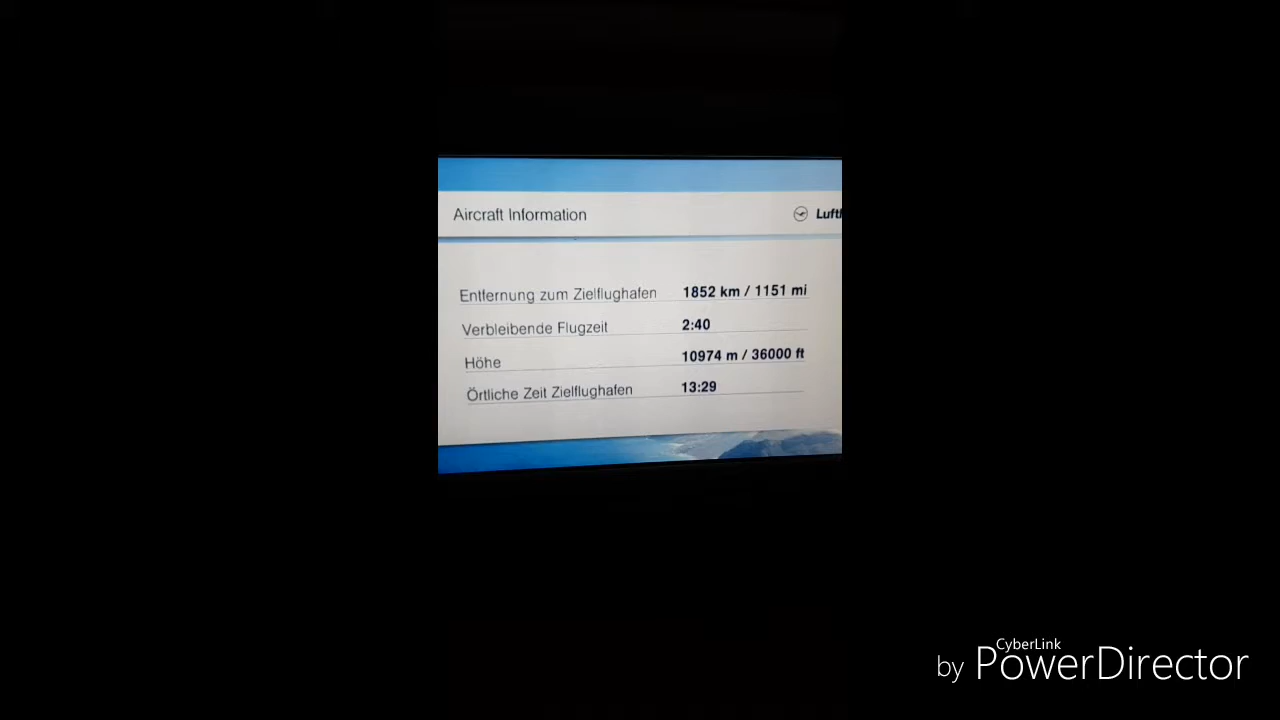 Aircraft Information
Luft
Entfernung zum Zielflughafen 1852 km / 1151 mi
Verbleibende Flugzeit 2:40
Höhe 10974 m / 36000 ft
Örtliche Zeit Zielflughafen 13:29
CyberLink
by PowerDirector